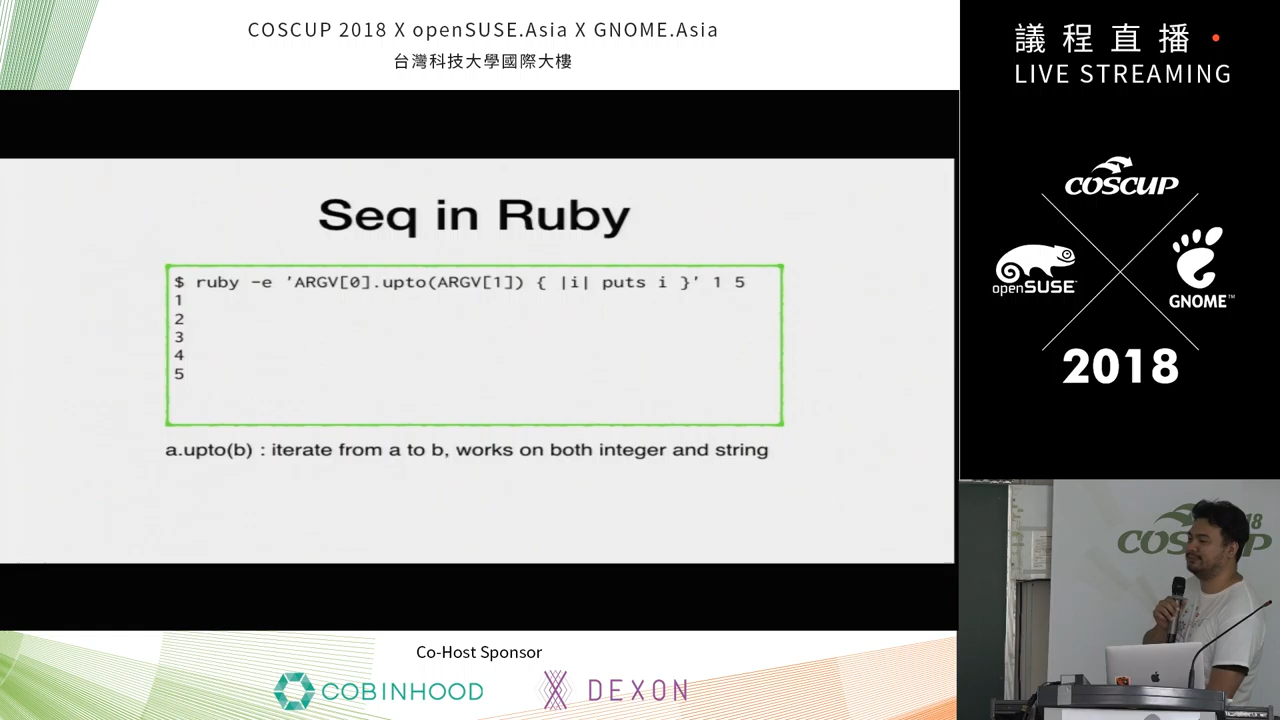 COSCUP 2018 X openSUSE.Asia X GNOME.Asia
台灣科技大學國際大樓
議程直播
LIVE STREAMING
COSCUP
openSUSE
GNOME™
2018
Seq in Ruby
$ ruby -e 'ARGV[0].upto(ARGV[1]) { |i| puts i }' 1 5
1
2
3
4
5
a.upto(b) : iterate from a to b, works on both integer and string
Co-Host Sponsor
COBINHOOD
DEXON